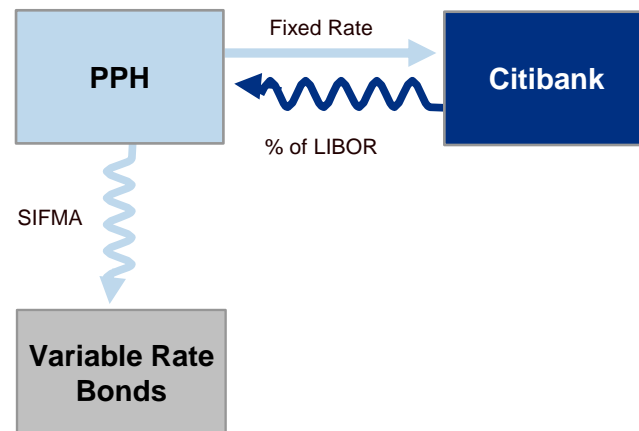 Fixed Rate
PPH
Citibank
% of LIBOR
SIFMA
Variable Rate
Bonds